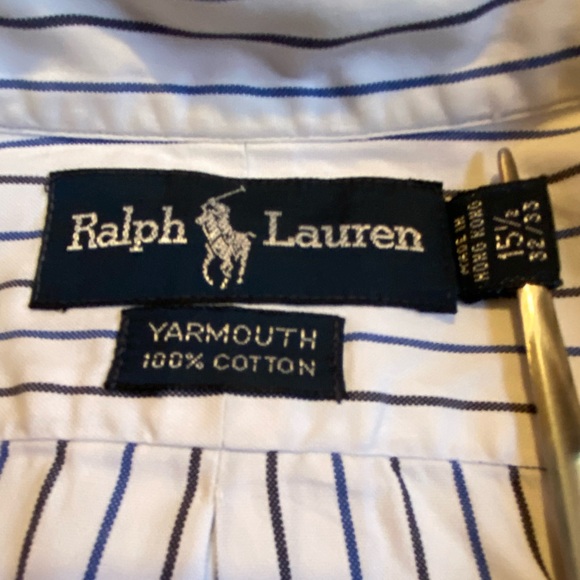 Ralph Lauren
YARMOUTH
100% COTTON
MADE IN
HONG KONG
15½
32/33